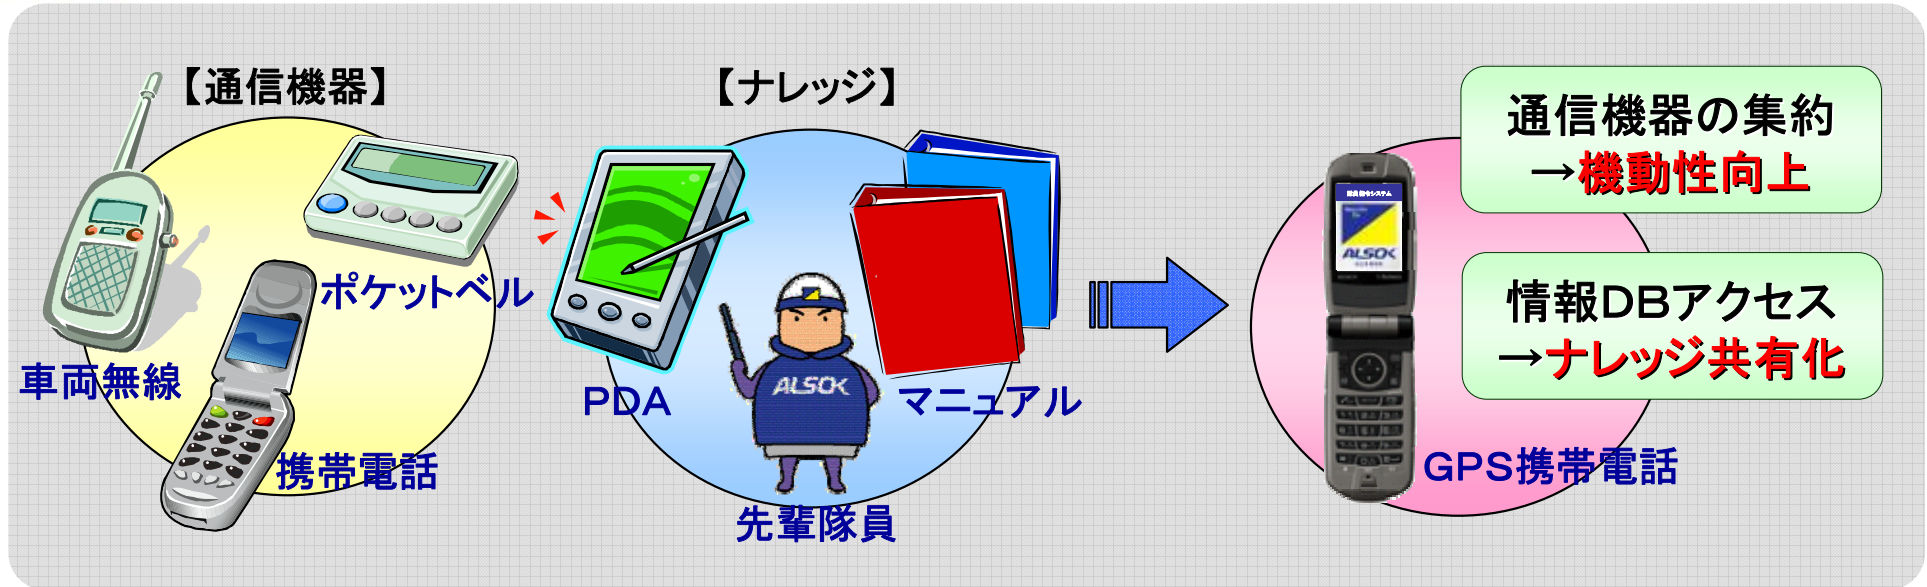 【通信機器】
ポケットベル
車両無線
携帯電話
【ナレッジ】
PDA
ALSOK
マニュアル
先輩隊員
通信機器の集約
→機動性向上
情報DBアクセス
→ナレッジ共有化
ALSOK
GPS携帯電話